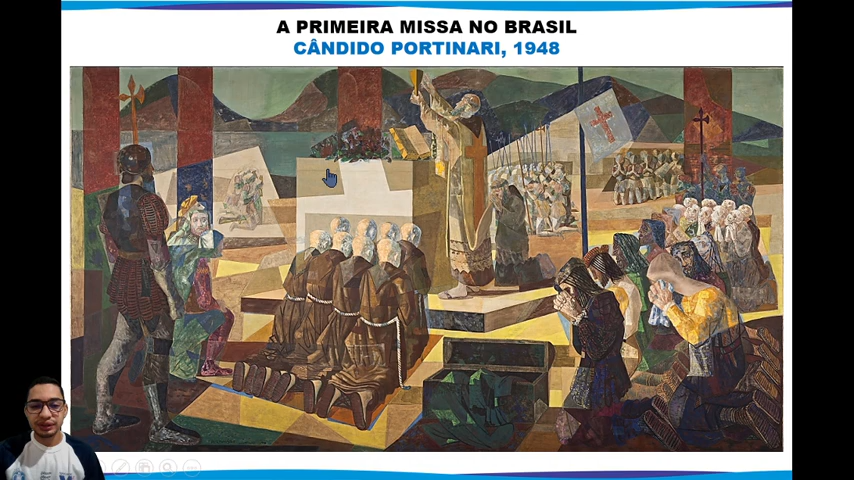 A PRIMEIRA MISSA NO BRASIL
CÂNDIDO PORTINARI, 1948